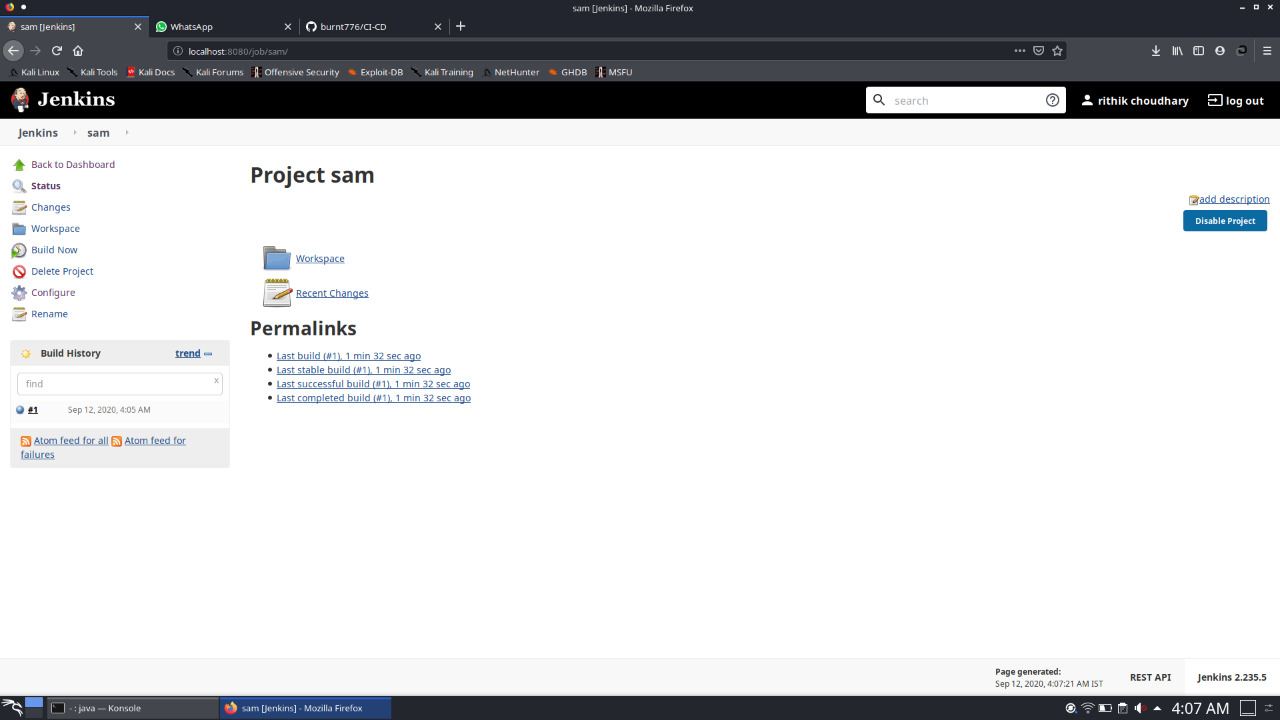 sam [Jenkins] - Mozilla Firefox
sam [Jenkins]
WhatsApp
burnt776/CI-CD
localhost:8080/job/sam/
Kali Linux Kali Tools Kali Docs Kali Forums Offensive Security Exploit-DB Kali Training NetHunter GHDB MSFU
Jenkins
search
rithik choudhary
log out
Jenkins sam
Back to Dashboard
Status
Changes
Workspace
Build Now
Delete Project
Configure
Rename
Build History trend
find x
#1 Sep 12, 2020, 4:05 AM
Atom feed for all Atom feed for
failures
Project sam
add description
Disable Project
Workspace
Recent Changes
Permalinks
Last build (#1), 1 min 32 sec ago
Last stable build (#1), 1 min 32 sec ago
Last successful build (#1), 1 min 32 sec ago
Last completed build (#1), 1 min 32 sec ago
Page generated:
Sep 12, 2020, 4:07:21 AM IST
REST API
Jenkins 2.235.5
- : java — Konsole
sam [Jenkins] - Mozilla Firefox
4:07 AM